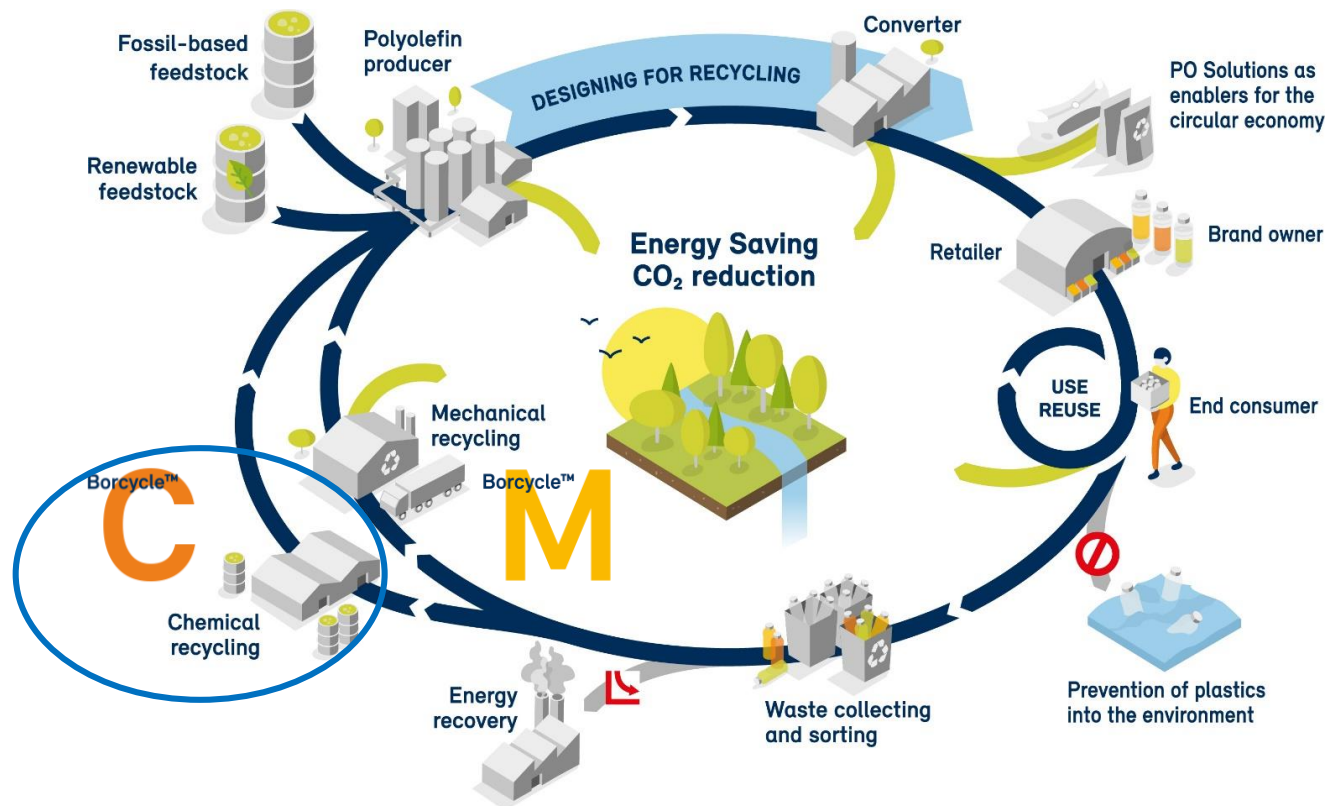 Fossil-based
feedstock
Polyolefin
producer
DESIGNING FOR RECYCLING
Converter
PO Solutions as
enablers for the
circular economy
Renewable
feedstock
Energy Saving
CO₂ reduction
Retailer
Brand owner
USE
REUSE
End consumer
Mechanical
recycling
Borcycle™
C
Borcycle™
M
Chemical
recycling
Energy
recovery
Waste collecting
and sorting
Prevention of plastics
into the environment